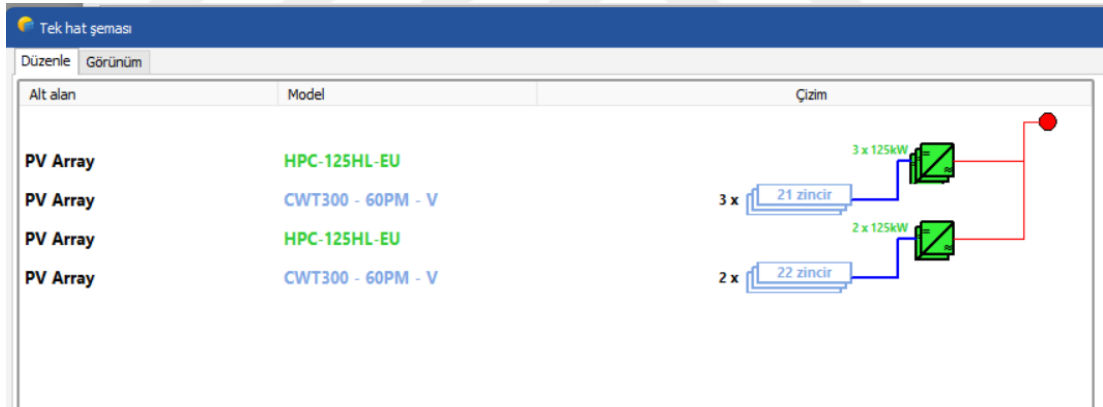 Tek hat şeması
Düzenle Görünüm
Alt alan Model Çizim
PV Array HPC-125HL-EU 3 x 125kW
PV Array CWT300 - 60PM - V 3 x 21 zincir
PV Array HPC-125HL-EU 2 x 125kW
PV Array CWT300 - 60PM - V 2 x 22 zincir